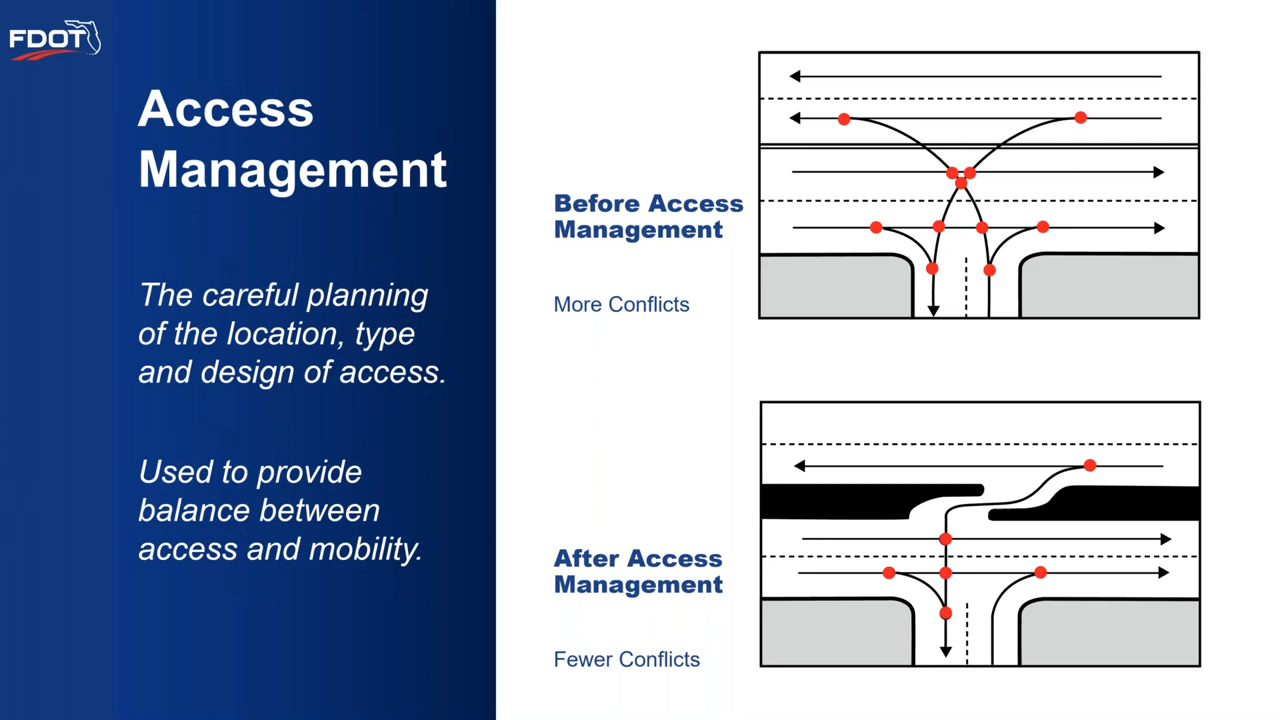 FDOT
Access
Management
The careful planning
of the location, type
and design of access.
Used to provide
balance between
access and mobility.
Before Access
Management
More Conflicts
After Access
Management
Fewer Conflicts